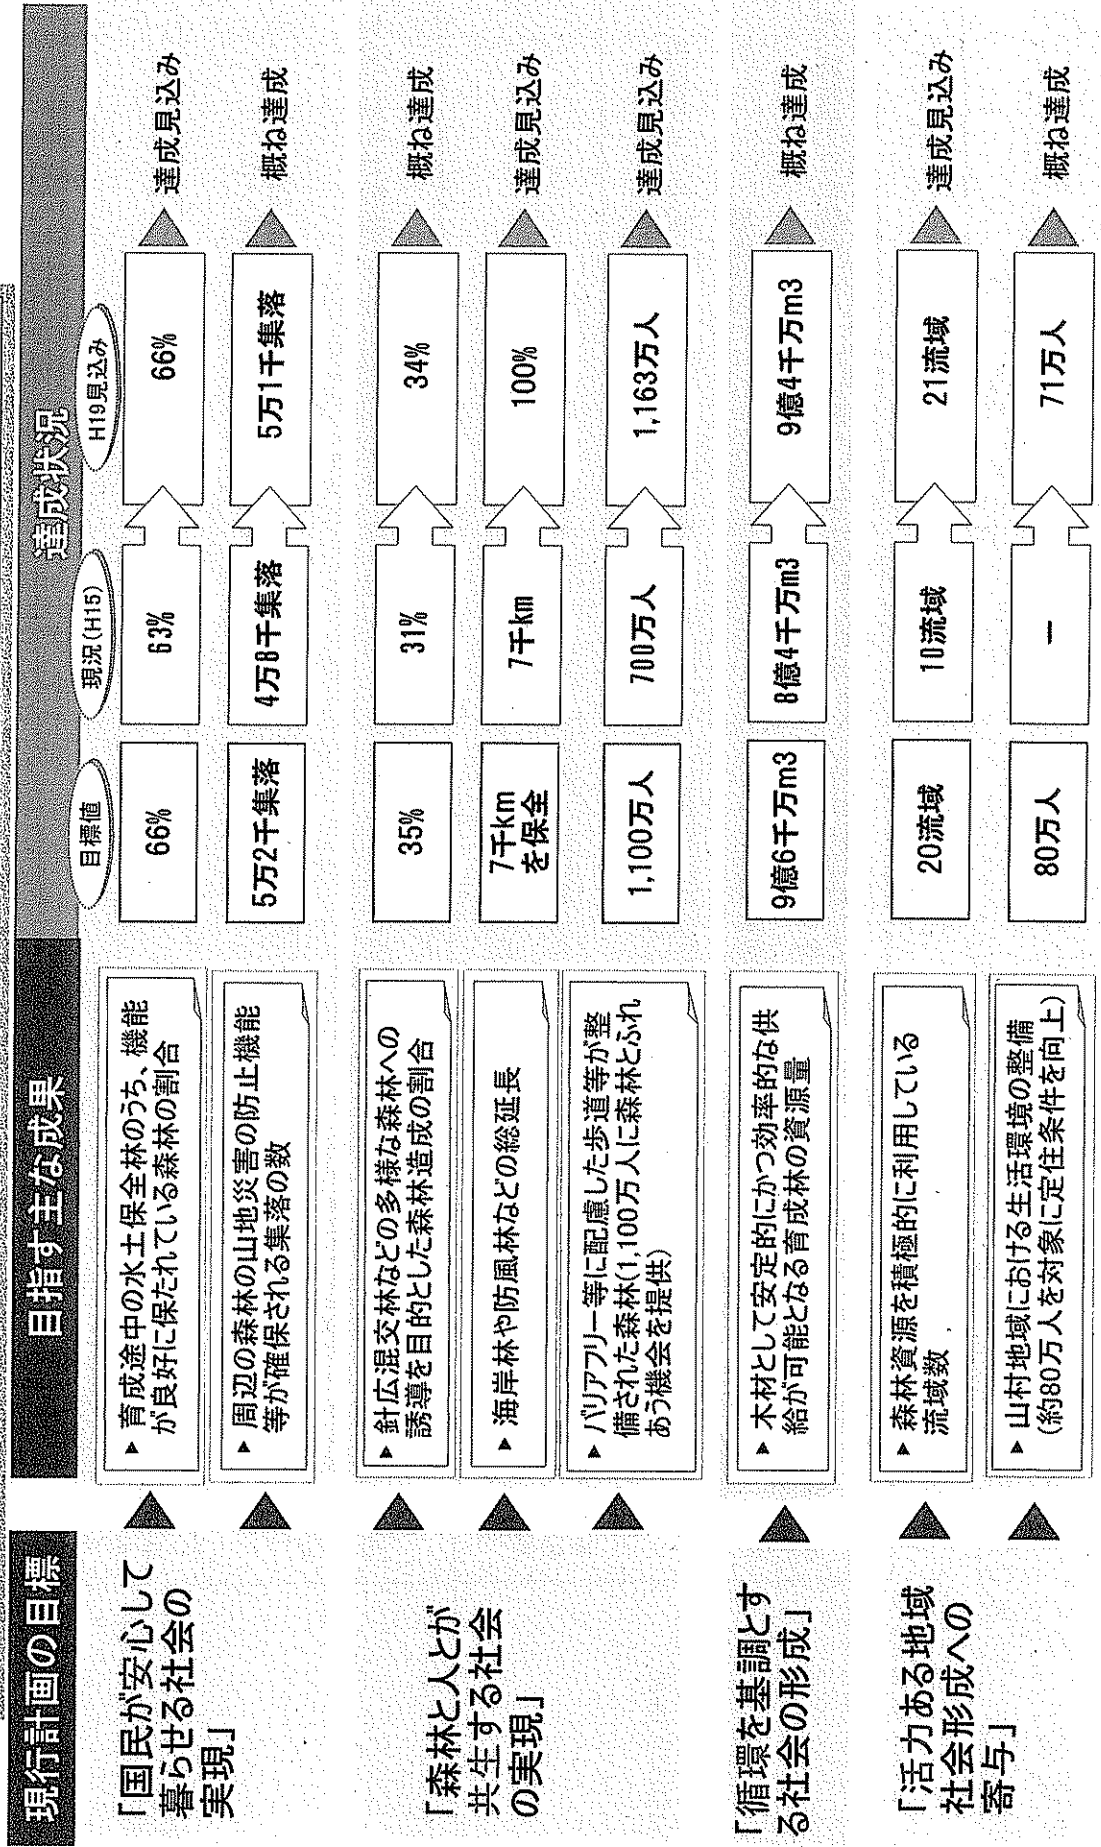 現行計画の目標
目指す主な成果
達成状況
目標値
現況(H15)
H19見込み
「国民が安心して
暮らせる社会の
実現」
▶ 育成途中の水土保全林のうち、機能
が良好に保たれている森林の割合
66%
63%
66%
達成見込み
▶ 周辺の森林の山地災害の防止機能
等が確保される集落の数
5万2千集落
4万8千集落
5万1千集落
概ね達成
「森林と人とが
共生する社会
の実現」
▶ 針広混交林などの多様な森林への
誘導を目的とした森林造成の割合
35%
31%
34%
概ね達成
▶ 海岸林や防風林などの総延長
7千km
を保全
7千km
100%
達成見込み
▶ バリアフリー等に配慮した歩道等が整
備された森林(1,100万人に森林とふれ
あう機会を提供)
1,100万人
700万人
1,163万人
達成見込み
「循環を基調とす
る社会の形成」
▶ 木材として安定的にかつ効率的な供
給が可能となる育成林の資源量
9億6千万m3
8億4千万m3
9億4千万m3
概ね達成
「活力ある地域
社会形成への
寄与」
▶ 森林資源を積極的に利用している
流域数
20流域
10流域
21流域
達成見込み
▶ 山村地域における生活環境の整備
(約80万人を対象に定住条件を向上)
80万人
―
71万人
概ね達成